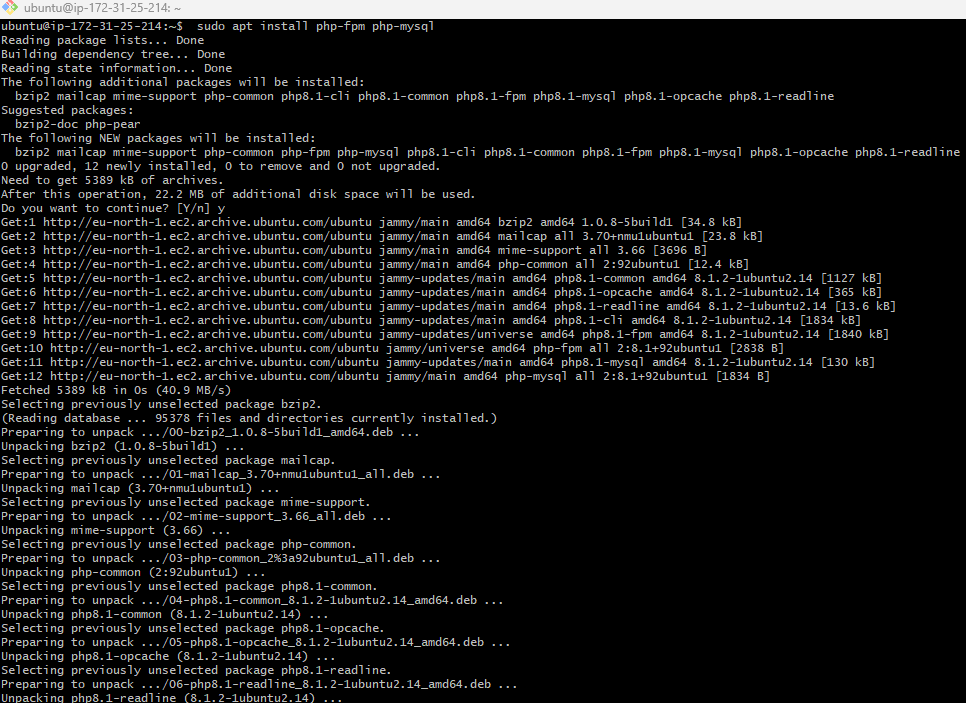 ubuntu@ip-172-31-25-214: ~
ubuntu@ip-172-31-25-214:~$  sudo apt install php-fpm php-mysql
Reading package lists... Done
Building dependency tree... Done
Reading state information... Done
The following additional packages will be installed:
  bzip2 mailcap mime-support php-common php8.1-cli php8.1-common php8.1-fpm php8.1-mysql php8.1-opcache php8.1-readline
Suggested packages:
  bzip2-doc php-pear
The following NEW packages will be installed:
  bzip2 mailcap mime-support php-common php-fpm php-mysql php8.1-cli php8.1-common php8.1-fpm php8.1-mysql php8.1-opcache php8.1-readline
0 upgraded, 12 newly installed, 0 to remove and 0 not upgraded.
Need to get 5389 kB of archives.
After this operation, 22.2 MB of additional disk space will be used.
Do you want to continue? [Y/n] y
Get:1 http://eu-north-1.ec2.archive.ubuntu.com/ubuntu jammy/main amd64 bzip2 amd64 1.0.8-5build1 [34.8 kB]
Get:2 http://eu-north-1.ec2.archive.ubuntu.com/ubuntu jammy/main amd64 mailcap all 3.70+nmu1ubuntu1 [23.8 kB]
Get:3 http://eu-north-1.ec2.archive.ubuntu.com/ubuntu jammy/main amd64 mime-support all 3.66 [3696 B]
Get:4 http://eu-north-1.ec2.archive.ubuntu.com/ubuntu jammy/main amd64 php-common all 2:92ubuntu1 [12.4 kB]
Get:5 http://eu-north-1.ec2.archive.ubuntu.com/ubuntu jammy-updates/main amd64 php8.1-common amd64 8.1.2-1ubuntu2.14 [1127 kB]
Get:6 http://eu-north-1.ec2.archive.ubuntu.com/ubuntu jammy-updates/main amd64 php8.1-opcache amd64 8.1.2-1ubuntu2.14 [365 kB]
Get:7 http://eu-north-1.ec2.archive.ubuntu.com/ubuntu jammy-updates/main amd64 php8.1-readline amd64 8.1.2-1ubuntu2.14 [13.6 kB]
Get:8 http://eu-north-1.ec2.archive.ubuntu.com/ubuntu jammy-updates/main amd64 php8.1-cli amd64 8.1.2-1ubuntu2.14 [1834 kB]
Get:9 http://eu-north-1.ec2.archive.ubuntu.com/ubuntu jammy-updates/universe amd64 php8.1-fpm amd64 8.1.2-1ubuntu2.14 [1840 kB]
Get:10 http://eu-north-1.ec2.archive.ubuntu.com/ubuntu jammy/universe amd64 php-fpm all 2:8.1+92ubuntu1 [2838 B]
Get:11 http://eu-north-1.ec2.archive.ubuntu.com/ubuntu jammy-updates/main amd64 php8.1-mysql amd64 8.1.2-1ubuntu2.14 [130 kB]
Get:12 http://eu-north-1.ec2.archive.ubuntu.com/ubuntu jammy/main amd64 php-mysql all 2:8.1+92ubuntu1 [1834 B]
Fetched 5389 kB in 0s (40.9 MB/s)
Selecting previously unselected package bzip2.
(Reading database ... 95378 files and directories currently installed.)
Preparing to unpack .../00-bzip2_1.0.8-5build1_amd64.deb ...
Unpacking bzip2 (1.0.8-5build1) ...
Selecting previously unselected package mailcap.
Preparing to unpack .../01-mailcap_3.70+nmu1ubuntu1_all.deb ...
Unpacking mailcap (3.70+nmu1ubuntu1) ...
Selecting previously unselected package mime-support.
Preparing to unpack .../02-mime-support_3.66_all.deb ...
Unpacking mime-support (3.66) ...
Selecting previously unselected package php-common.
Preparing to unpack .../03-php-common_2%3a92ubuntu1_all.deb ...
Unpacking php-common (2:92ubuntu1) ...
Selecting previously unselected package php8.1-common.
Preparing to unpack .../04-php8.1-common_8.1.2-1ubuntu2.14_amd64.deb ...
Unpacking php8.1-common (8.1.2-1ubuntu2.14) ...
Selecting previously unselected package php8.1-opcache.
Preparing to unpack .../05-php8.1-opcache_8.1.2-1ubuntu2.14_amd64.deb ...
Unpacking php8.1-opcache (8.1.2-1ubuntu2.14) ...
Selecting previously unselected package php8.1-readline.
Preparing to unpack .../06-php8.1-readline_8.1.2-1ubuntu2.14_amd64.deb ...
Unpacking php8.1-readline (8.1.2-1ubuntu2.14) ...